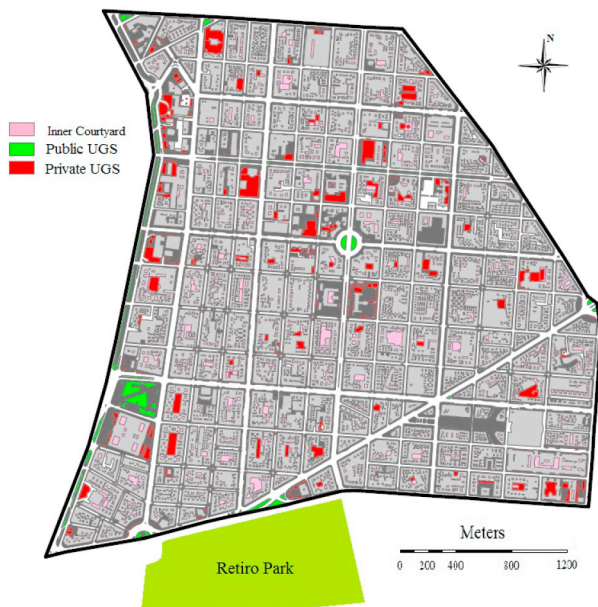 N
Inner Courtyard
Public UGS
Private UGS
Meters
0 200 400 800 1200
Retiro Park